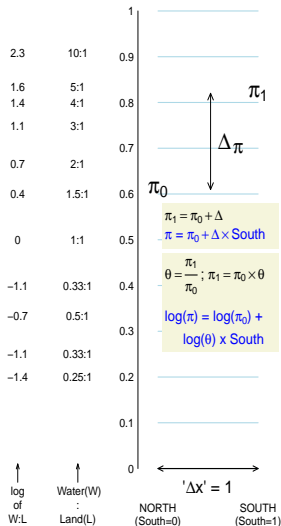 1
2.3 10:1 0.9
1.6 5:1
π1
1.4 4:1 0.8
1.1 3:1
0.7
Δπ
0.7 2:1
π0
0.4 1.5:1 0.6
π1 = π0 + Δ
π = π0 + Δ × South
0 1:1 0.5
θ = π1 / π0 ; π1 = π0 × θ
−1.1 0.33:1 0.4
log(π) = log(π0) +
log(θ) x South
−0.7 0.5:1
0.3
−1.1 0.33:1
−1.4 0.25:1 0.2
0.1
0
'Δx' = 1
log
of
W:L
Water(W)
:
Land(L)
NORTH
(South=0)
SOUTH
(South=1)